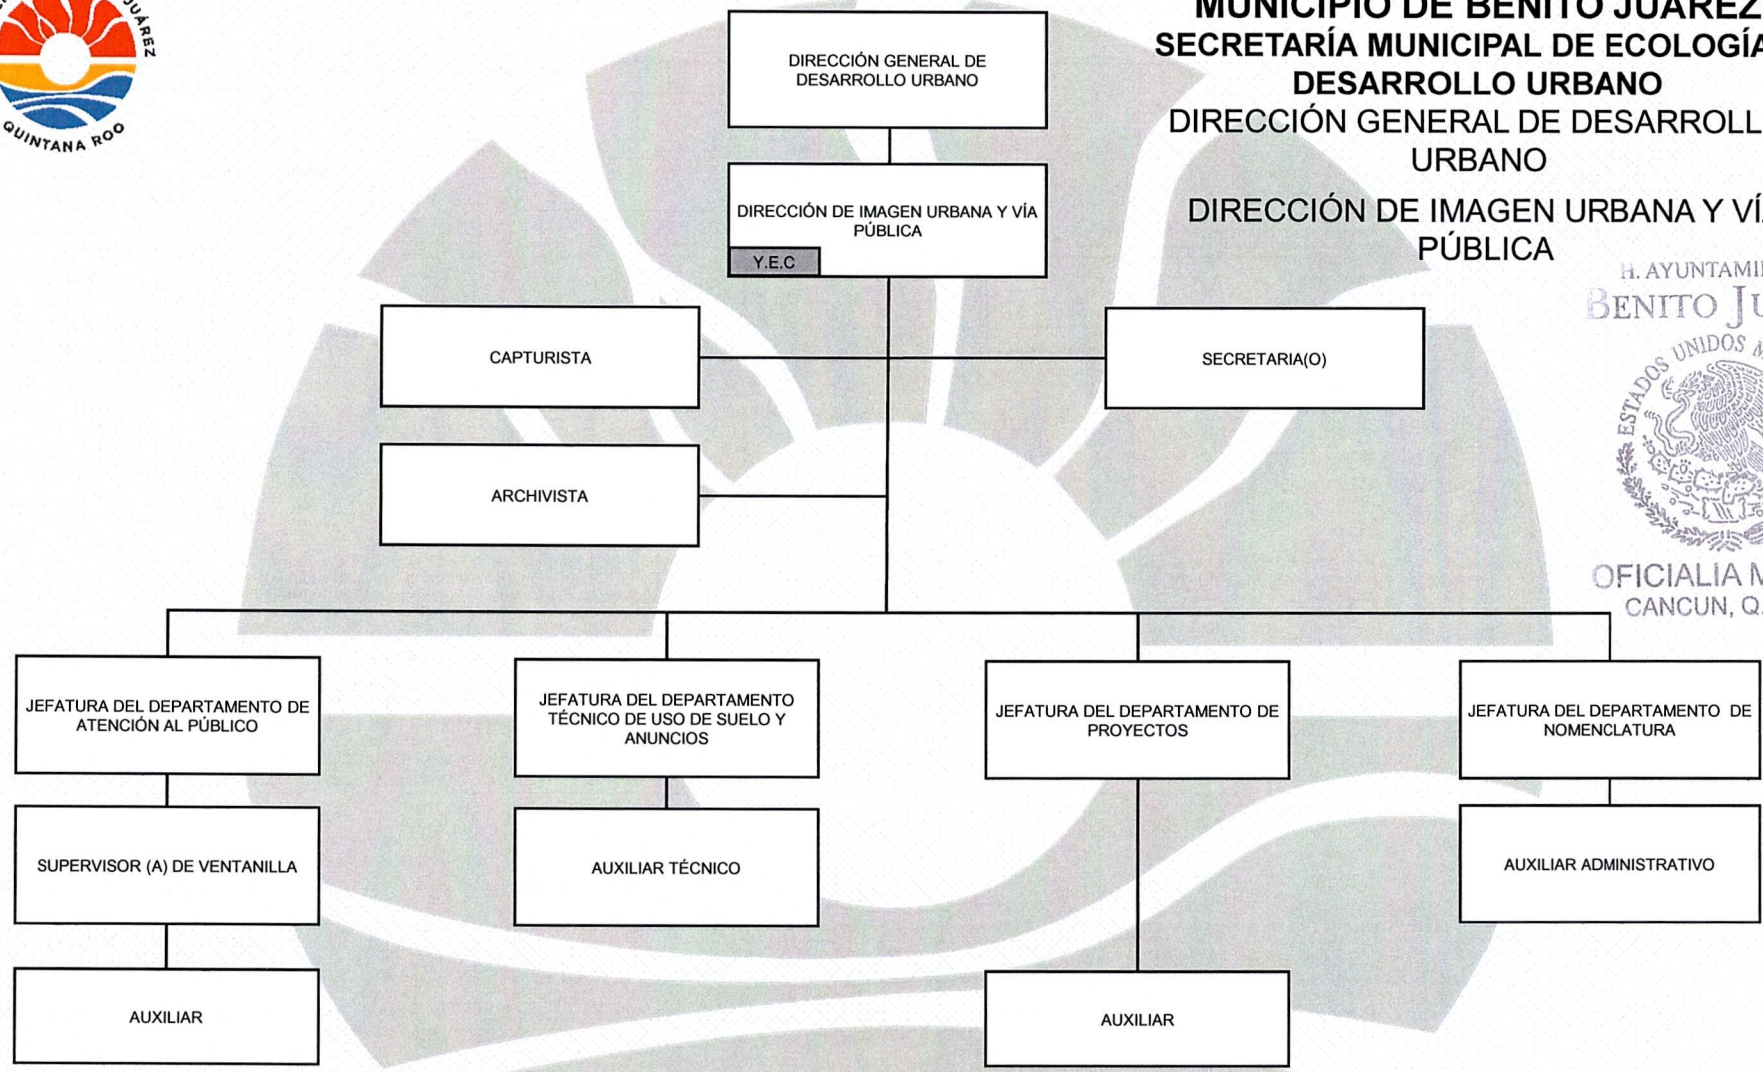 JUÁREZ
QUINTANA ROO
MUNICIPIO DE BENITO JUÁREZ
SECRETARÍA MUNICIPAL DE ECOLOGÍA
DESARROLLO URBANO
DIRECCIÓN GENERAL DE DESARROLL
URBANO
DIRECCIÓN DE IMAGEN URBANA Y VÍA
PÚBLICA
H. AYUNTAMI
BENITO JU
ESTADOS UNIDOS M
OFICIALIA M
CANCUN, Q.
DIRECCIÓN GENERAL DE
DESARROLLO URBANO
DIRECCIÓN DE IMAGEN URBANA Y VÍA
PÚBLICA
Y.E.C
CAPTURISTA
SECRETARIA(O)
ARCHIVISTA
JEFATURA DEL DEPARTAMENTO DE
ATENCIÓN AL PÚBLICO
JEFATURA DEL DEPARTAMENTO
TÉCNICO DE USO DE SUELO Y
ANUNCIOS
JEFATURA DEL DEPARTAMENTO DE
PROYECTOS
JEFATURA DEL DEPARTAMENTO DE
NOMENCLATURA
SUPERVISOR (A) DE VENTANILLA
AUXILIAR TÉCNICO
AUXILIAR ADMINISTRATIVO
AUXILIAR
AUXILIAR